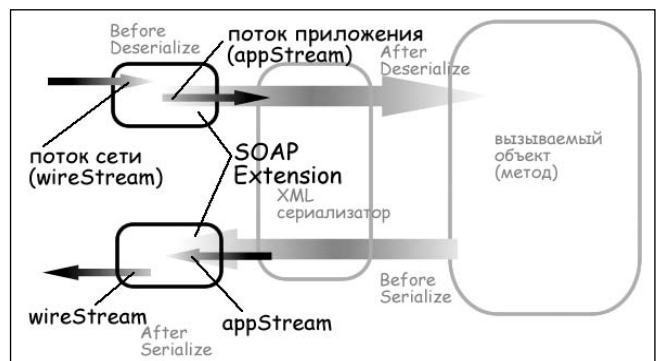 Before
Deserialize
поток приложения
(appStream)
After
Deserialize
поток сети
(wireStream)
SOAP
Extension
XML
сериализатор
вызываемый
объект
(метод)
Before
Serialize
wireStream
After
Serialize
appStream